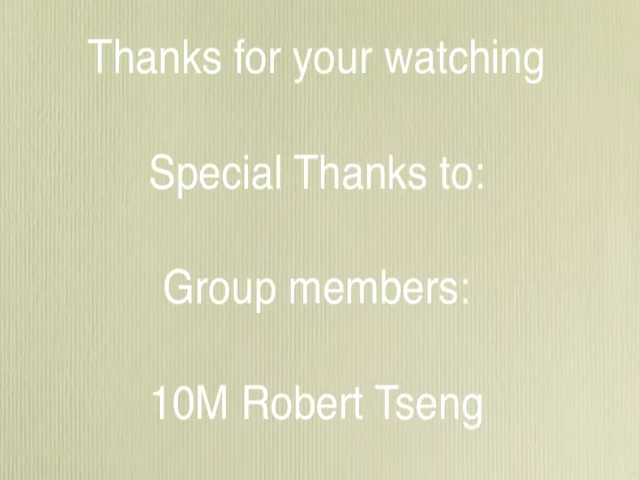 Thanks for your watching
Special Thanks to:
Group members:
10M Robert Tseng